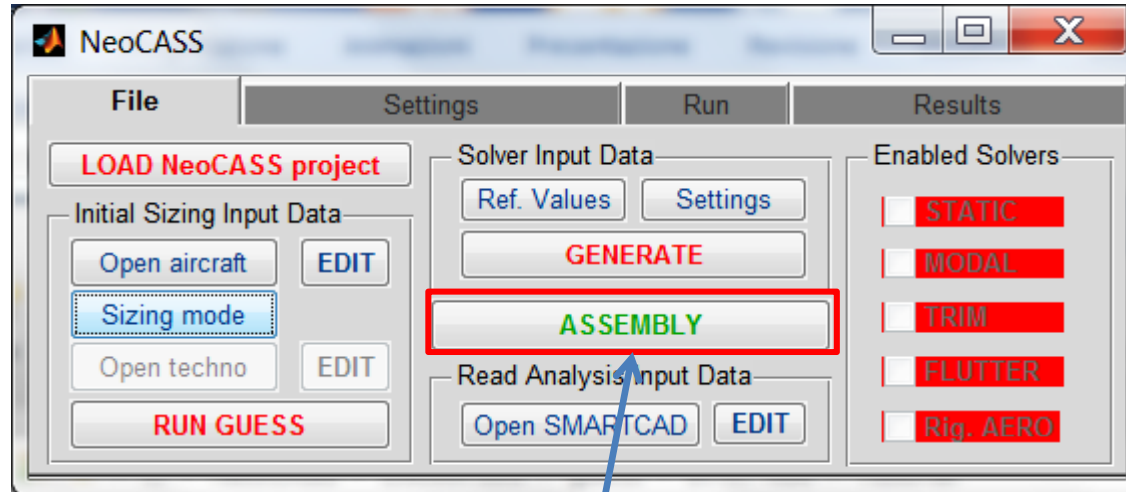 NeoCASS
File Settings Run Results
LOAD NeoCASS project
Initial Sizing Input Data
Open aircraft EDIT
Sizing mode
Open techno EDIT
RUN GUESS
Solver Input Data
Ref. Values Settings
GENERATE
ASSEMBLY
Read Analysis Input Data
Open SMARTCAD EDIT
Enabled Solvers
STATIC
MODAL
TRIM
FLUTTER
Rig. AERO